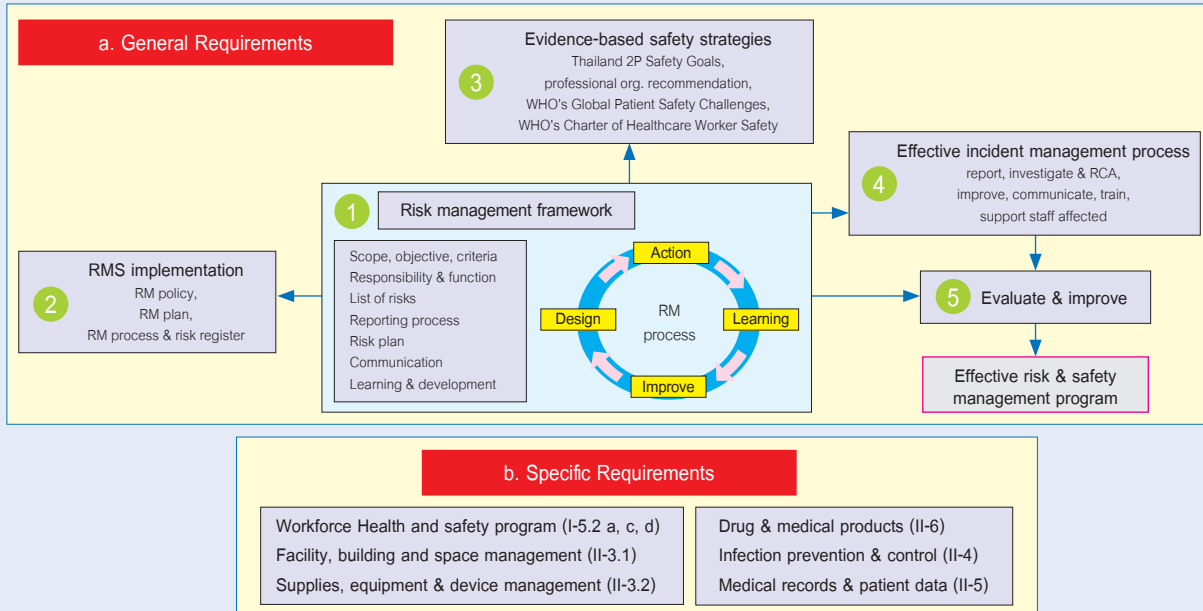 a. General Requirements
3
Evidence-based safety strategies
Thailand 2P Safety Goals,
professional org. recommendation,
WHO's Global Patient Safety Challenges,
WHO's Charter of Healthcare Worker Safety
4
Effective incident management process
report, investigate & RCA,
improve, communicate, train,
support staff affected
1
Risk management framework
Scope, objective, criteria
Responsibility & function
List of risks
Reporting process
Risk plan
Communication
Learning & development
Action
Design
RM
process
Learning
Improve
2
RMS implementation
RM policy,
RM plan,
RM process & risk register
5
Evaluate & improve
Effective risk & safety
management program
b. Specific Requirements
Workforce Health and safety program (I-5.2 a, c, d)
Facility, building and space management (II-3.1)
Supplies, equipment & device management (II-3.2)
Drug & medical products (II-6)
Infection prevention & control (II-4)
Medical records & patient data (II-5)